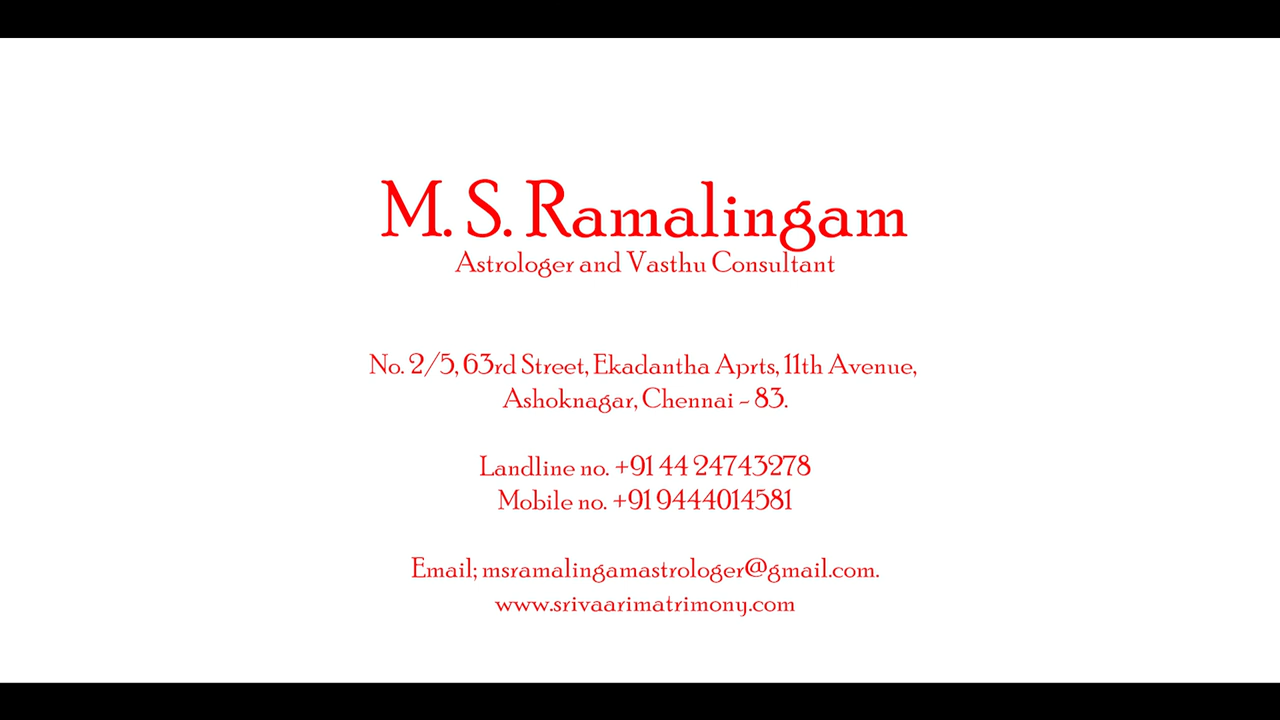 M. S. Ramalingam
Astrologer and Vasthu Consultant
No. 2/5, 63rd Street, Ekadantha Aprts, 11th Avenue,
Ashoknagar, Chennai - 83.
Landline no. +91 44 24743278
Mobile no. +91 9444014581
Email; msramalingamastrologer@gmail.com.
www.srivaarimatrimony.com